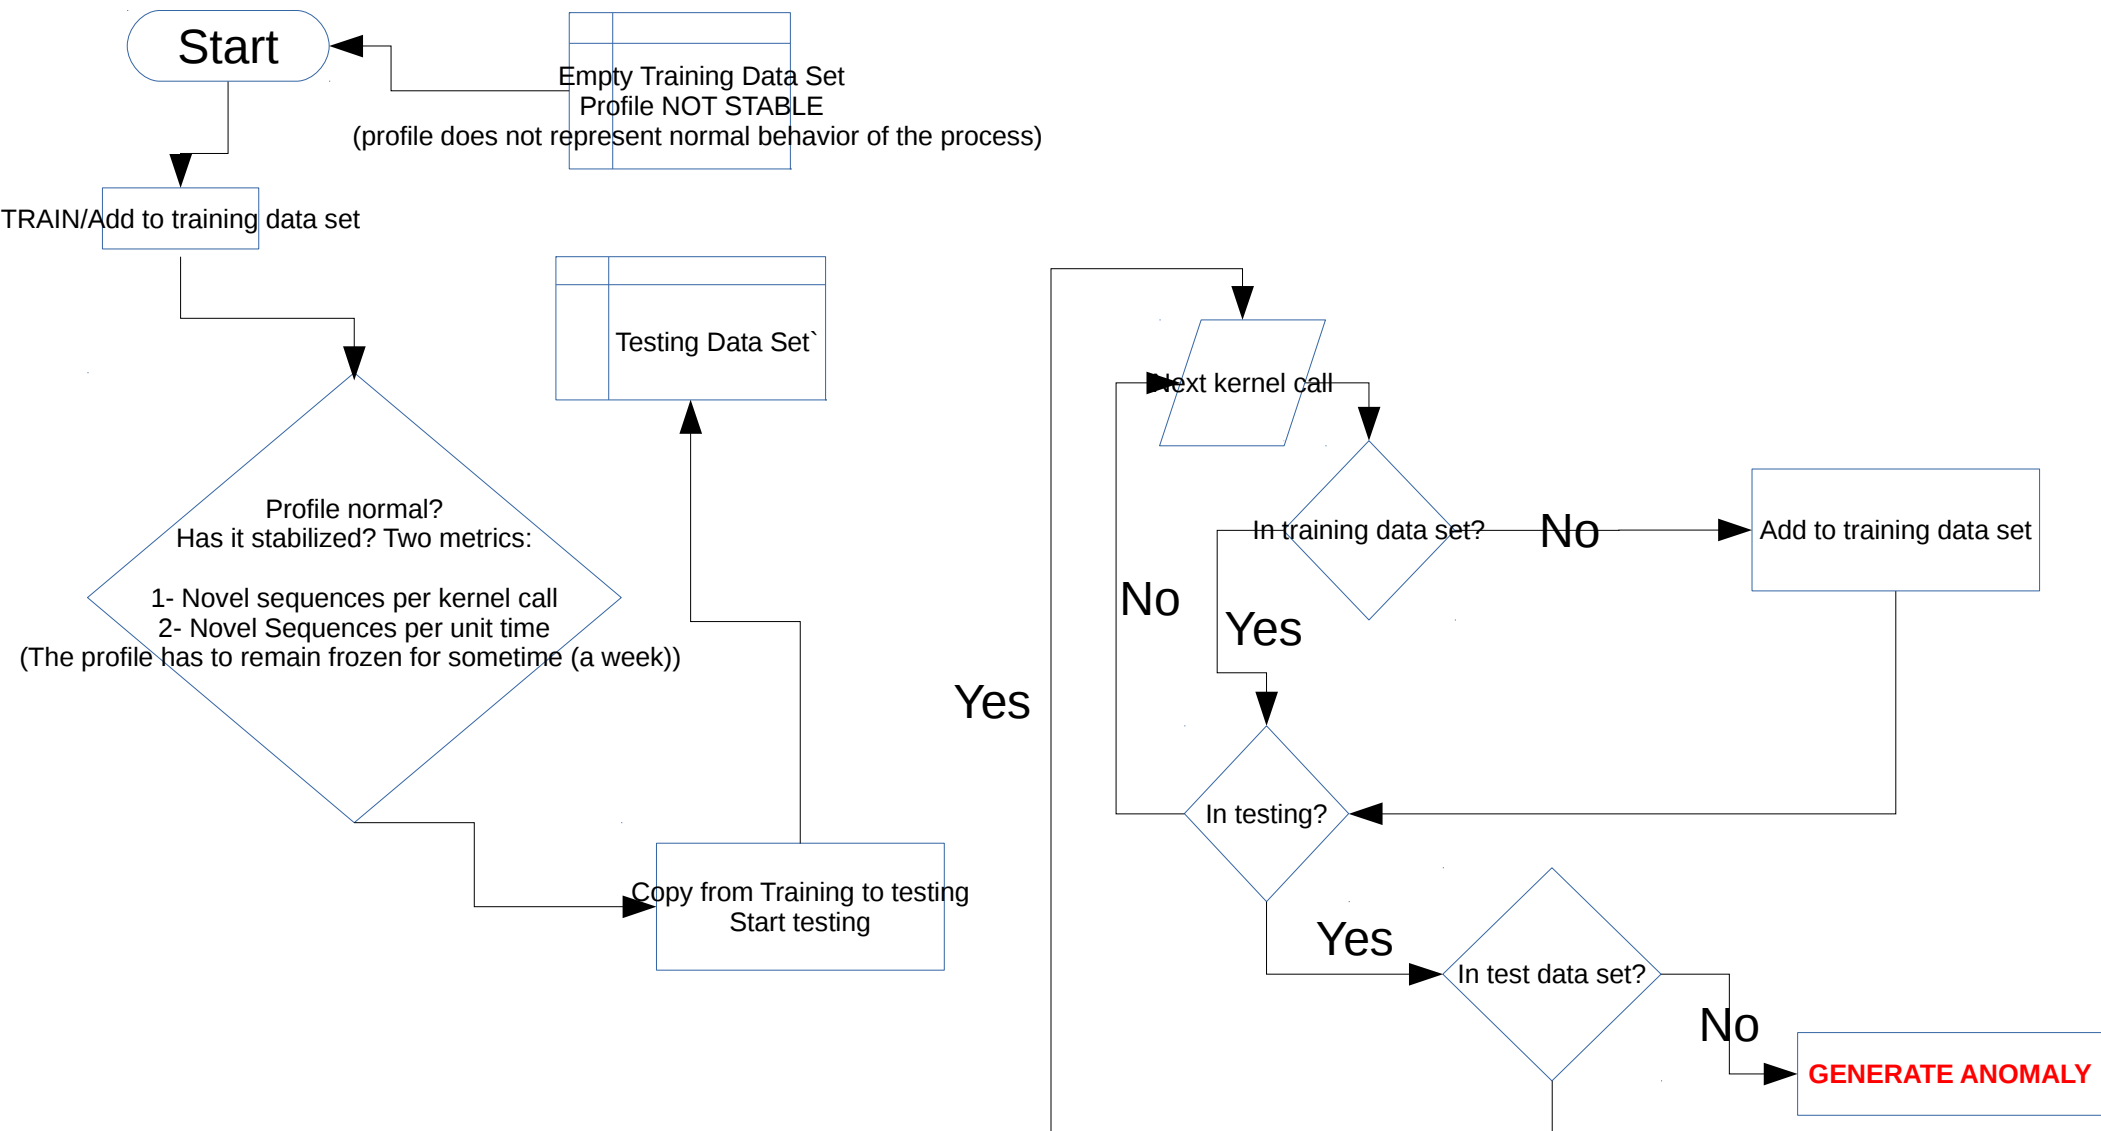 Start
Empty Training Data Set
Profile NOT STABLE
(profile does not represent normal behavior of the process)
TRAIN/Add to training data set
Testing Data Set`
Profile normal?
Has it stabilized? Two metrics:
1- Novel sequences per kernel call
2- Novel Sequences per unit time
(The profile has to remain frozen for sometime (a week))
Copy from Training to testing
Start testing
Next kernel call
In training data set?
No
Add to training data set
No
Yes
Yes
In testing?
Yes
In test data set?
No
GENERATE ANOMALY